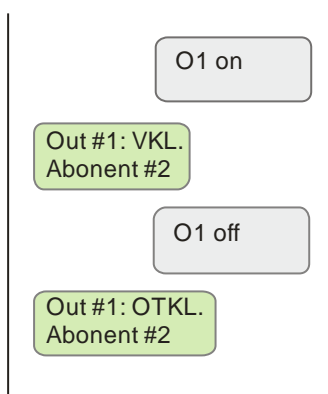 O1 on
Out #1: VKL.
Abonent #2
O1 off
Out #1: OTKL.
Abonent #2